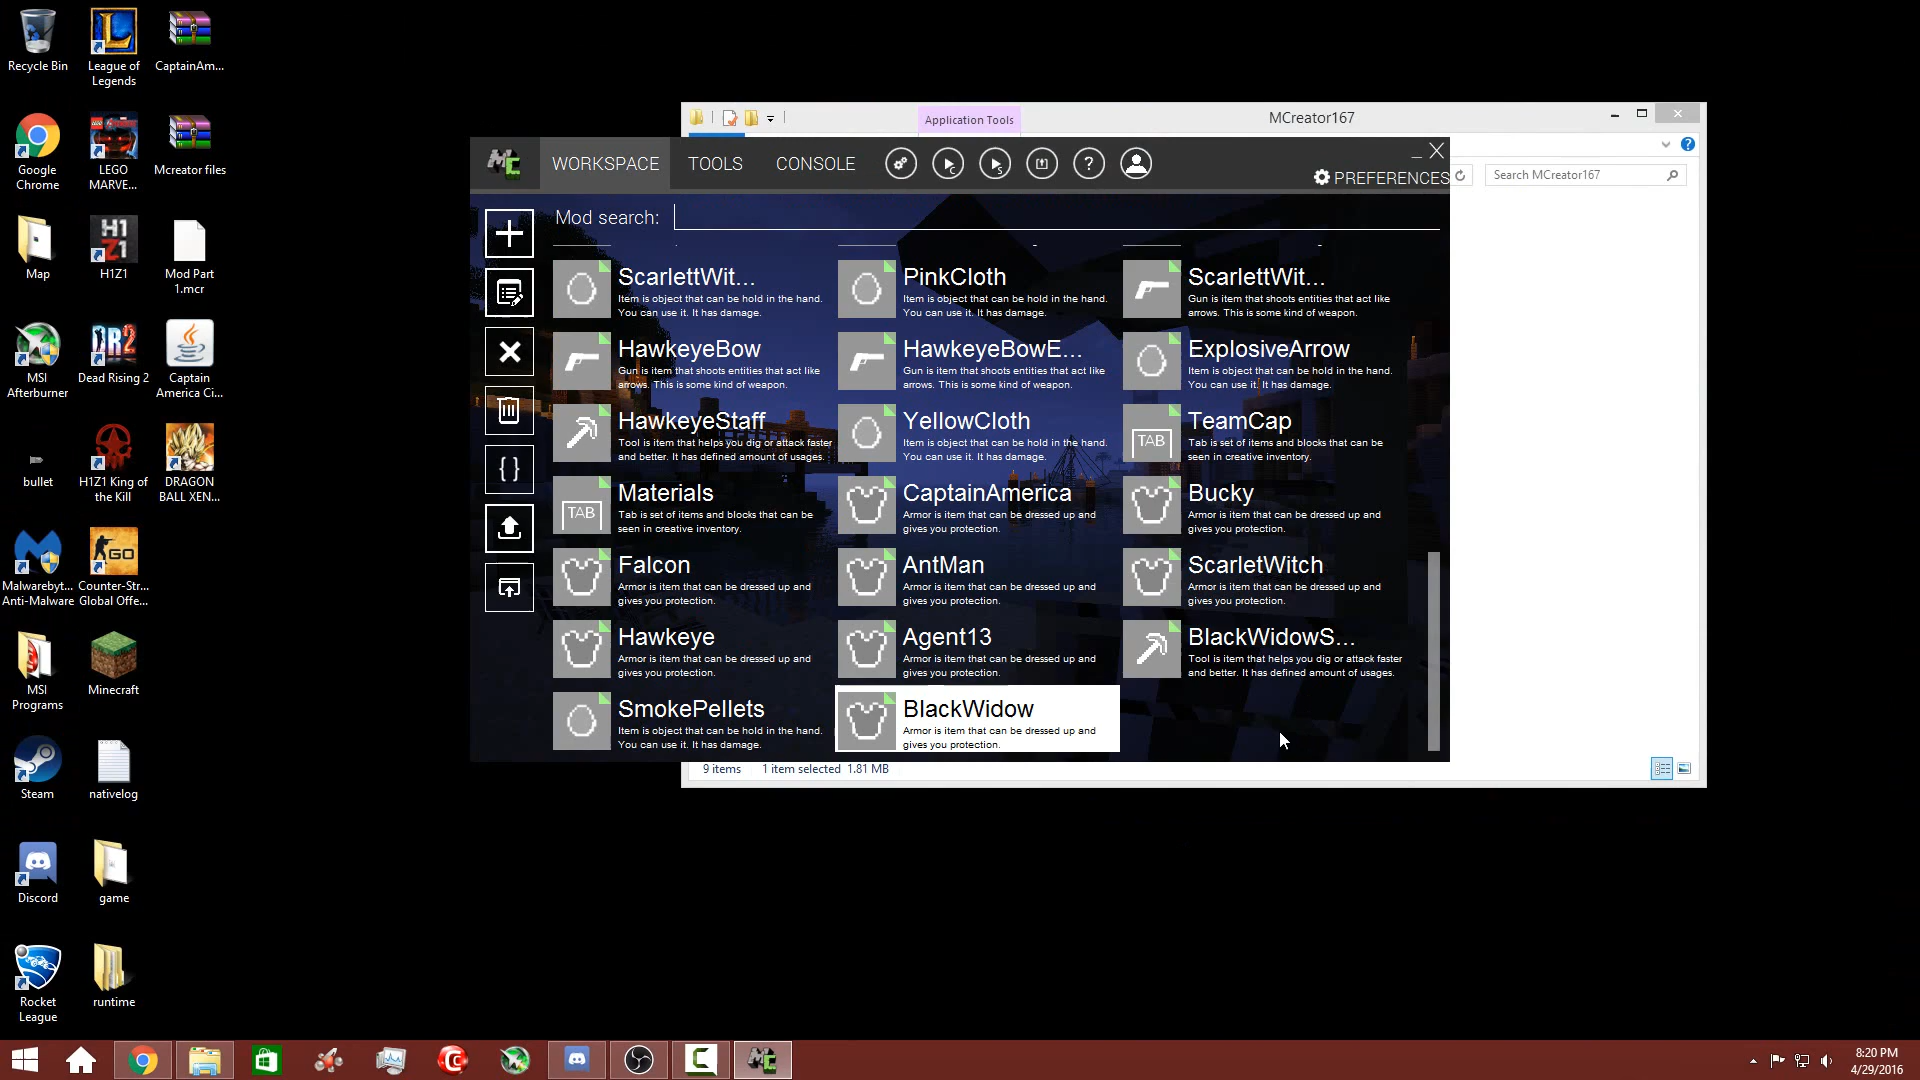 Recycle Bin
League of
Legends
CaptainAm...
Google
Chrome
LEGO
MARVE...
Mcreator files
Map
H1Z1
H1Z1
Mod Part
1.mcr
MSI
Afterburner
DR2
Dead Rising 2
Captain
America Ci...
bullet
H1Z1 King of
the Kill
DRAGON
BALL XEN...
Malwarebyt...
Anti-Malware
GO
Counter-Str...
Global Offe...
MSI
Programs
Minecraft
Steam
nativelog
Discord
game
Rocket
League
runtime
Application Tools
MCreator167
Search MCreator167
WORKSPACE
TOOLS
CONSOLE
PREFERENCES
Mod search:
ScarlettWit...
Item is object that can be hold in the hand.
You can use it. It has damage.
PinkCloth
Item is object that can be hold in the hand.
You can use it. It has damage.
ScarlettWit...
Gun is item that shoots entities that act like
arrows. This is some kind of weapon.
HawkeyeBow
Gun is item that shoots entities that act like
arrows. This is some kind of weapon.
HawkeyeBowE...
Gun is item that shoots entities that act like
arrows. This is some kind of weapon.
ExplosiveArrow
Item is object that can be hold in the hand.
You can use it. It has damage.
HawkeyeStaff
Tool is item that helps you dig or attack faster
and better. It has defined amount of usages.
YellowCloth
Item is object that can be hold in the hand.
You can use it. It has damage.
TAB
TeamCap
Tab is set of items and blocks that can be
seen in creative inventory.
TAB
Materials
Tab is set of items and blocks that can be
seen in creative inventory.
CaptainAmerica
Armor is item that can be dressed up and
gives you protection.
Bucky
Armor is item that can be dressed up and
gives you protection.
Falcon
Armor is item that can be dressed up and
gives you protection.
AntMan
Armor is item that can be dressed up and
gives you protection.
ScarletWitch
Armor is item that can be dressed up and
gives you protection.
Hawkeye
Armor is item that can be dressed up and
gives you protection.
Agent13
Armor is item that can be dressed up and
gives you protection.
BlackWidowS...
Tool is item that helps you dig or attack faster
and better. It has defined amount of usages.
SmokePellets
Item is object that can be hold in the hand.
You can use it. It has damage.
BlackWidow
Armor is item that can be dressed up and
gives you protection.
9 items 1 item selected 1.81 MB
8:20 PM
4/29/2016